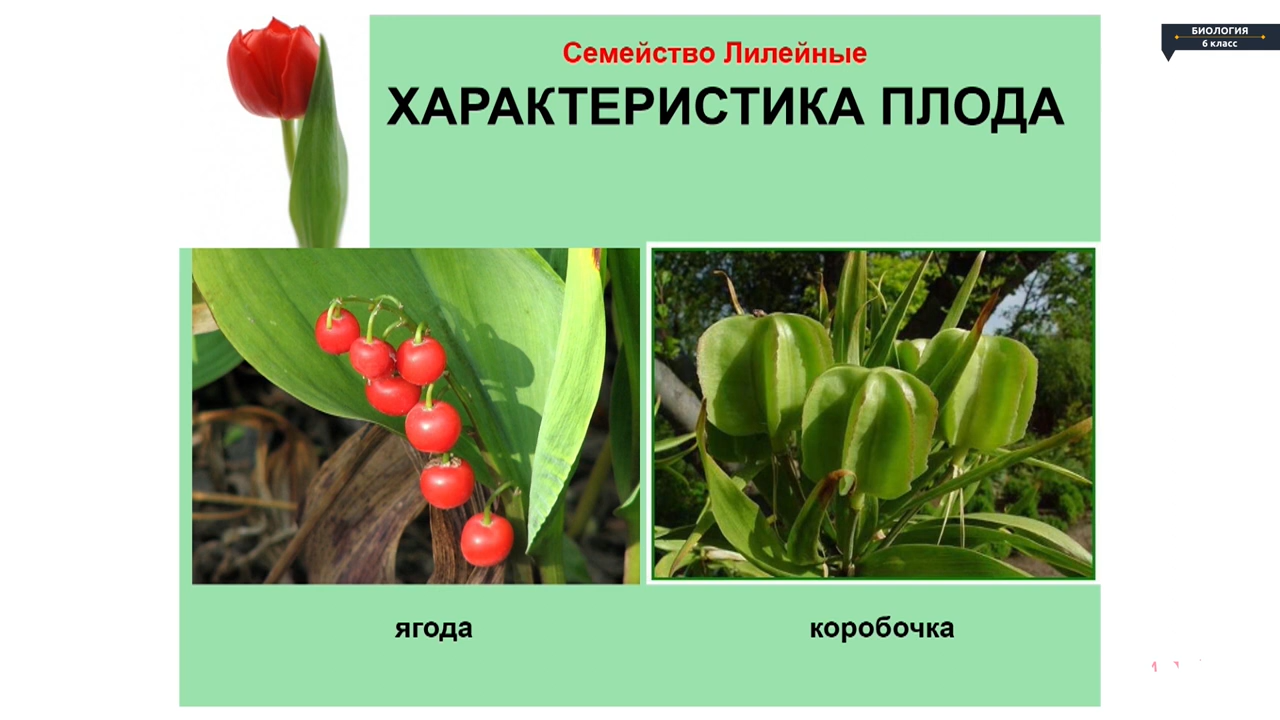 БИОЛОГИЯ
6 класс
Семейство Лилейные
ХАРАКТЕРИСТИКА ПЛОДА
ягода
коробочка